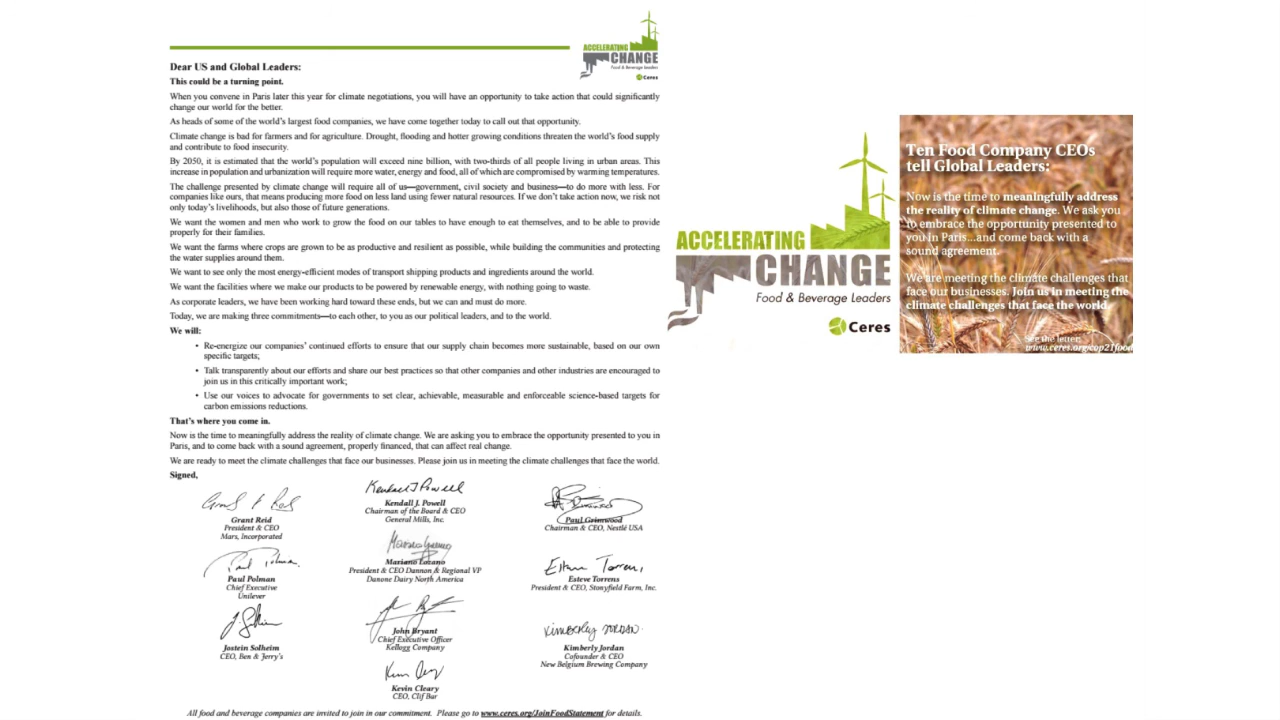 ACCELERATING
CHANGE
Food & Beverage Leaders
Ceres
Dear US and Global Leaders:
This could be a turning point.
When you convene in Paris later this year for climate negotiations, you will have an opportunity to take action that could significantly
change our world for the better.
As heads of some of the world's largest food companies, we have come together today to call out that opportunity.
Climate change is bad for farmers and for agriculture. Drought, flooding and hotter growing conditions threaten the world's food supply
and contribute to food insecurity.
By 2050, it is estimated that the world's population will exceed nine billion, with two-thirds of all people living in urban areas. This
increase in population and urbanization will require more water, energy and food, all of which are compromised by warming temperatures.
The challenge presented by climate change will require all of us—government, civil society and business—to do more with less. For
companies like ours, that means producing more food on less land using fewer natural resources. If we don't take action now, we risk not
only today's livelihoods, but also those of future generations.
We want the women and men who work to grow the food on our tables to have enough to eat themselves, and to be able to provide
properly for their families.
We want the farms where crops are grown to be as productive and resilient as possible, while building the communities and protecting
the water supplies around them.
We want to see only the most energy-efficient modes of transport shipping products and ingredients around the world.
We want the facilities where we make our products to be powered by renewable energy, with nothing going to waste.
As corporate leaders, we have been working hard toward these ends, but we can and must do more.
Today, we are making three commitments—to each other, to you as our political leaders, and to the world.
We will:
• Re-energize our companies' continued efforts to ensure that our supply chain becomes more sustainable, based on our own
specific targets;
• Talk transparently about our efforts and share our best practices so that other companies and other industries are encouraged to
join us in this critically important work;
• Use our voices to advocate for governments to set clear, achievable, measurable and enforceable science-based targets for
carbon emissions reductions.
That's where you come in.
Now is the time to meaningfully address the reality of climate change. We are asking you to embrace the opportunity presented to you in
Paris, and to come back with a sound agreement, properly financed, that can affect real change.
We are ready to meet the climate challenges that face our businesses. Please join us in meeting the climate challenges that face the world.
Signed,
Grant Reid
President & CEO
Mars, Incorporated
Kendall J Powell
Kendall J. Powell
Chairman of the Board & CEO
General Mills, Inc.
Paul Grimwood
Chairman & CEO, Nestlé USA
Paul Polman
Paul Polman
Chief Executive
Unilever
Mariano Lozano
President & CEO Dannon & Regional VP
Danone Dairy North America
Esteve Torrens
President & CEO, Stonyfield Farm, Inc.
Jostein Solheim
CEO, Ben & Jerry's
John Bryant
Chief Executive Officer
Kellogg Company
Kimberly Jordan
Kimberly Jordan
Cofounder & CEO
New Belgium Brewing Company
Kevin Cleary
CEO, Clif Bar
All food and beverage companies are invited to join in our commitment. Please go to www.ceres.org/JoinFoodStatement for details.
ACCELERATING
CHANGE
Food & Beverage Leaders
Ceres
Ten Food Company CEOs
tell Global Leaders:
Now is the time to meaningfully address
the reality of climate change. We ask you
to embrace the opportunity presented to
you in Paris...and come back with a
sound agreement.
We are meeting the climate challenges that
face our businesses. Join us in meeting the
climate challenges that face the world.
See the letter:
www.ceres.org/cop21food